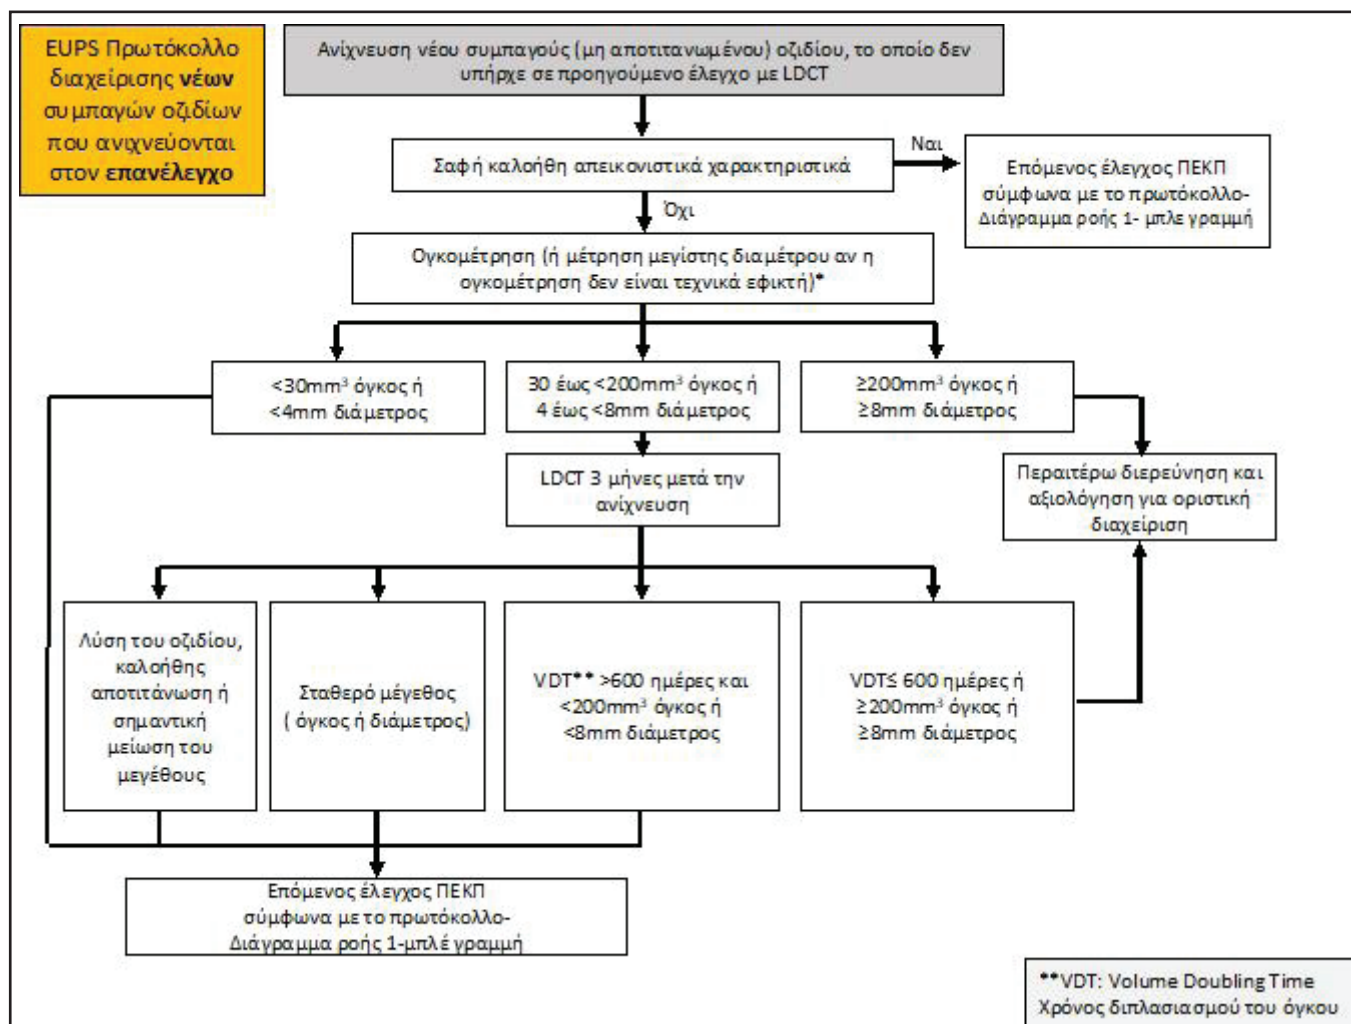 EUPS Πρωτόκολλο
διαχείρισης νέων
συμπαγών οζιδίων
που ανιχνεύονται
στον επανέλεγχο
Ανίχνευση νέου συμπαγούς (μη αποτιτανωμένου) οζιδίου, το οποίο δεν
υπήρχε σε προηγούμενο έλεγχο με LDCT
Σαφή καλοήθη απεικονιστικά χαρακτηριστικά
Ναι
Επόμενος έλεγχος ΠΕΚΠ
σύμφωνα με το πρωτόκολλο-
Διάγραμμα ροής 1- μπλε γραμμή
Όχι
Ογκομέτρηση (ή μέτρηση μεγίστης διαμέτρου αν η
ογκομέτρηση δεν είναι τεχνικά εφικτή)*
<30mm³ όγκος ή
<4mm διάμετρος
30 έως <200mm³ όγκος ή
4 έως <8mm διάμετρος
≥200mm³ όγκος ή
≥8mm διάμετρος
LDCT 3 μήνες μετά την
ανίχνευση
Περαιτέρω διερεύνηση και
αξιολόγηση για οριστική
διαχείριση
Λύση του οζιδίου,
καλοήθης
αποτιτάνωση ή
σημαντική
μείωση του
μεγέθους
Σταθερό μέγεθος
( όγκος ή διάμετρος)
VDT** >600 ημέρες και
<200mm³ όγκος ή
<8mm διάμετρος
VDT≤ 600 ημέρες ή
≥200mm³ όγκος ή
≥8mm διάμετρος
Επόμενος έλεγχος ΠΕΚΠ
σύμφωνα με το πρωτόκολλο-
Διάγραμμα ροής 1-μπλέ γραμμή
**VDT: Volume Doubling Time
Χρόνος διπλασιασμού του όγκου